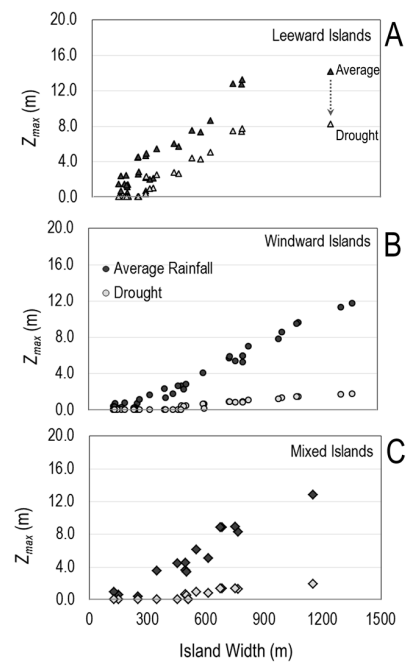 20.0
A
Leeward Islands
16.0
Average
12.0
Zmax (m)
8.0
Drought
4.0
0.0
20.0
B
Windward Islands
16.0
Average Rainfall
Drought
12.0
Zmax (m)
8.0
4.0
0.0
20.0
C
Mixed Islands
16.0
12.0
Zmax (m)
8.0
4.0
0.0
0 300 600 900 1200 1500
Island Width (m)